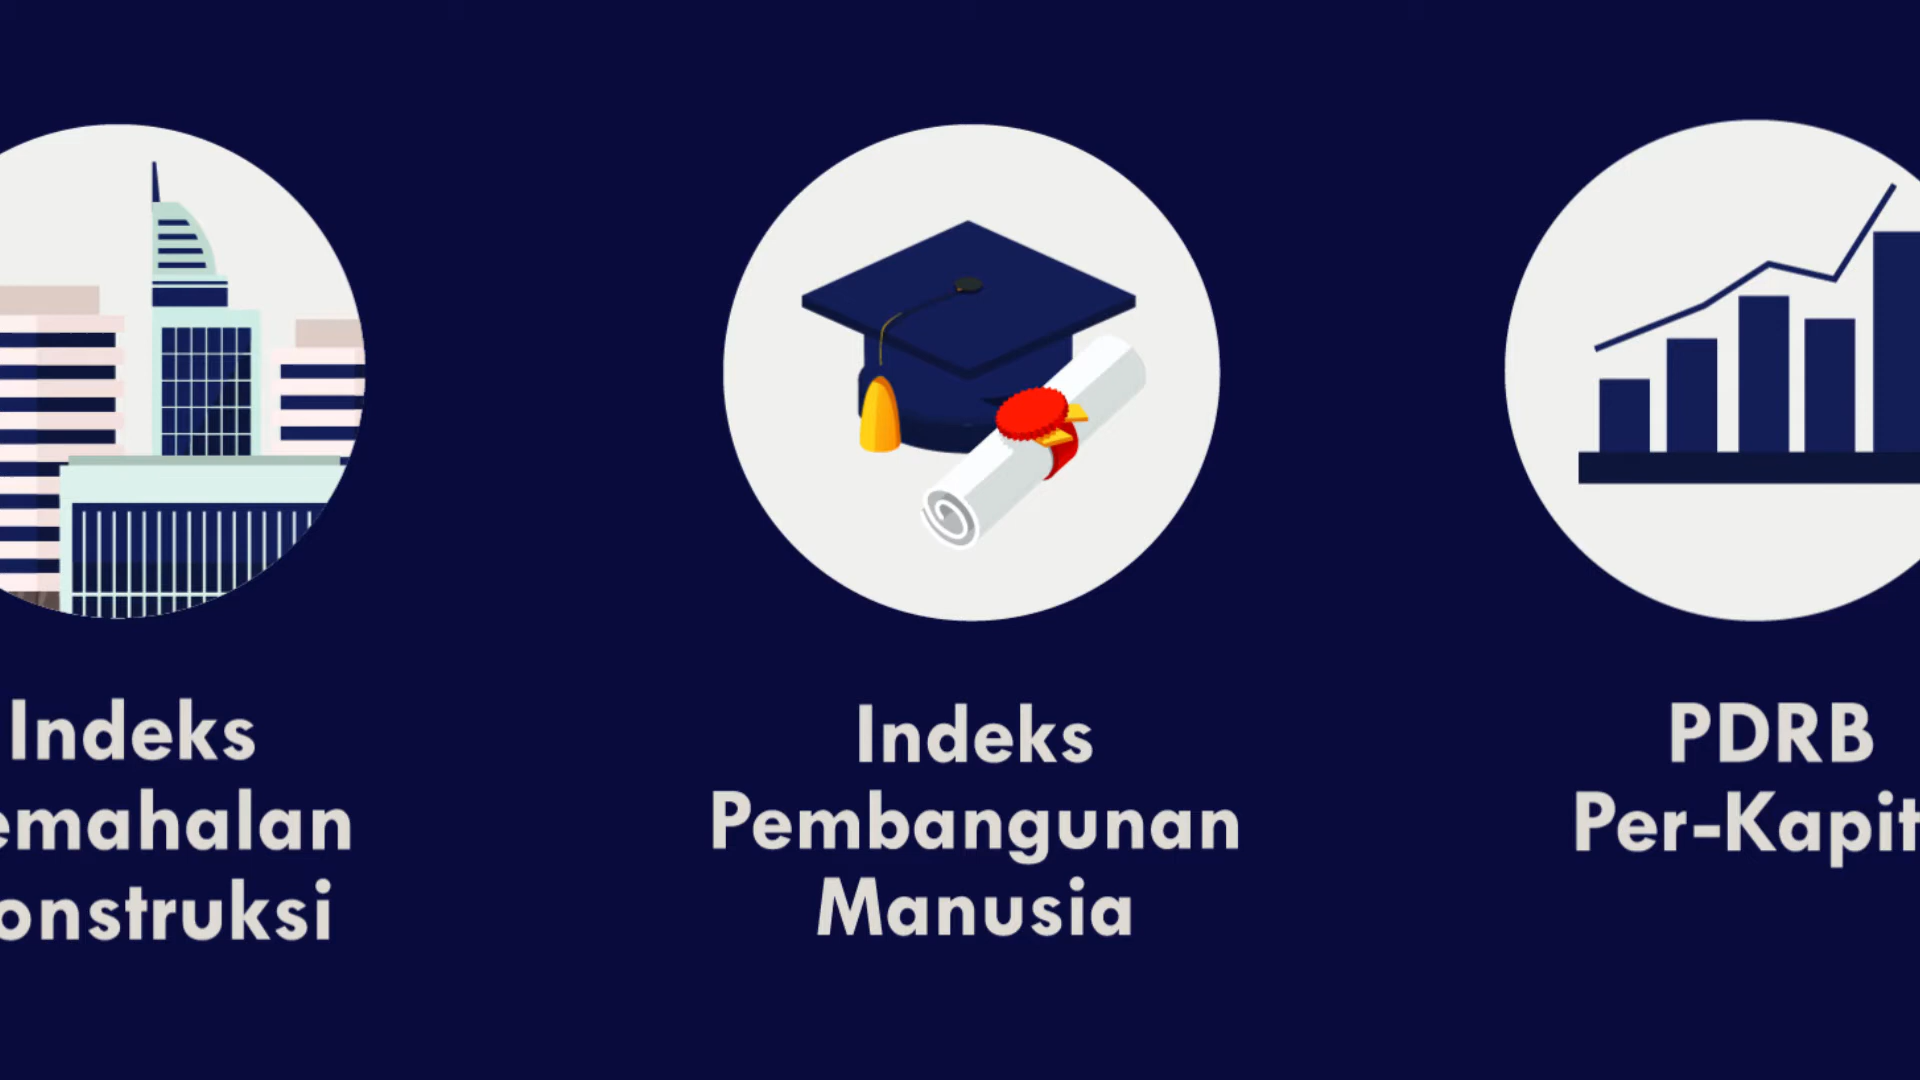 Indeks
emahalan
onstruksi
Indeks
Pembangunan
Manusia
PDRB
Per-Kapit